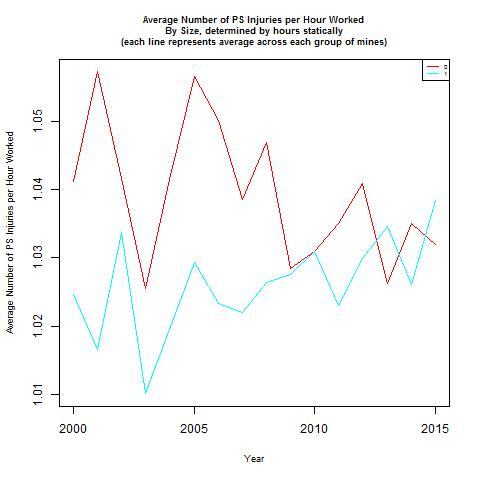 Average Number of PS Injuries per Hour Worked
By Size, determined by hours statically
(each line represents average across each group of mines)
0
1
Average Number of PS Injuries per Hour Worked
1.05
1.04
1.03
1.02
1.01
2000 2005 2010 2015
Year